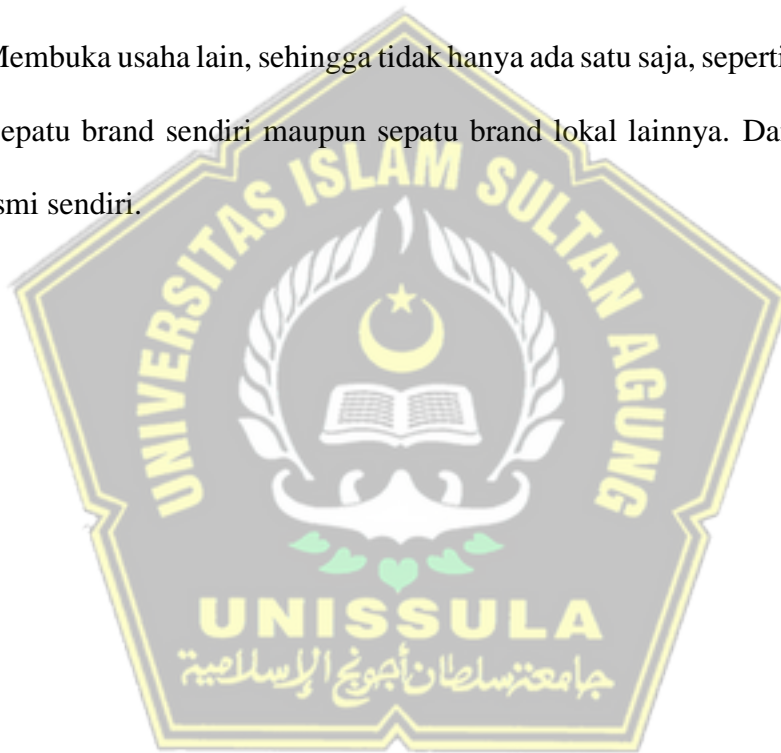 Membuka usaha lain, sehingga tidak hanya ada satu saja, seperti
sepatu brand sendiri maupun sepatu brand lokal lainnya. Da
smi sendiri.
UNIVERSITAS ISLAM SULTAN AGUNG
UNISSULA
جامعة سلطان أجونج الإسلامية